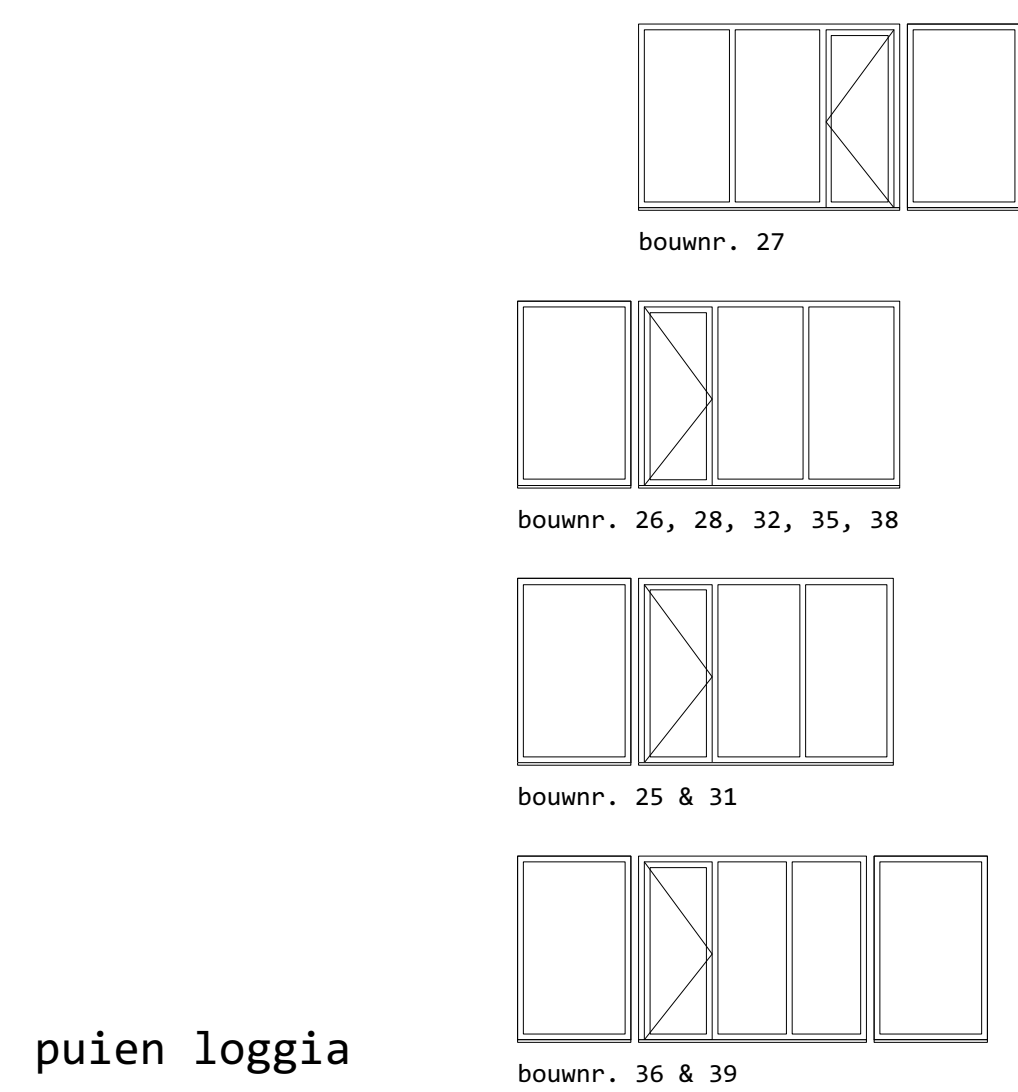 bouwnr. 27
bouwnr. 26, 28, 32, 35, 38
bouwnr. 25 & 31
puien loggia
bouwnr. 36 & 39